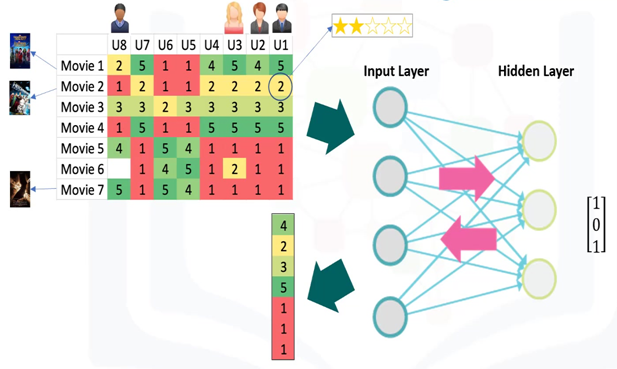 U8 U7 U6 U5 U4 U3 U2 U1
Movie 1 2 5 1 1 4 5 4 5
Movie 2 1 2 1 1 2 2 2 2
Movie 3 3 3 2 3 3 3 3 3
Movie 4 1 5 1 1 5 5 5 5
Movie 5 4 1 5 4 1 1 1 1
Movie 6 1 4 5 1 2 1 1
Movie 7 5 1 5 4 1 1 1 1
Input Layer
Hidden Layer
4
2
3
5
1
1
1
1
0
1